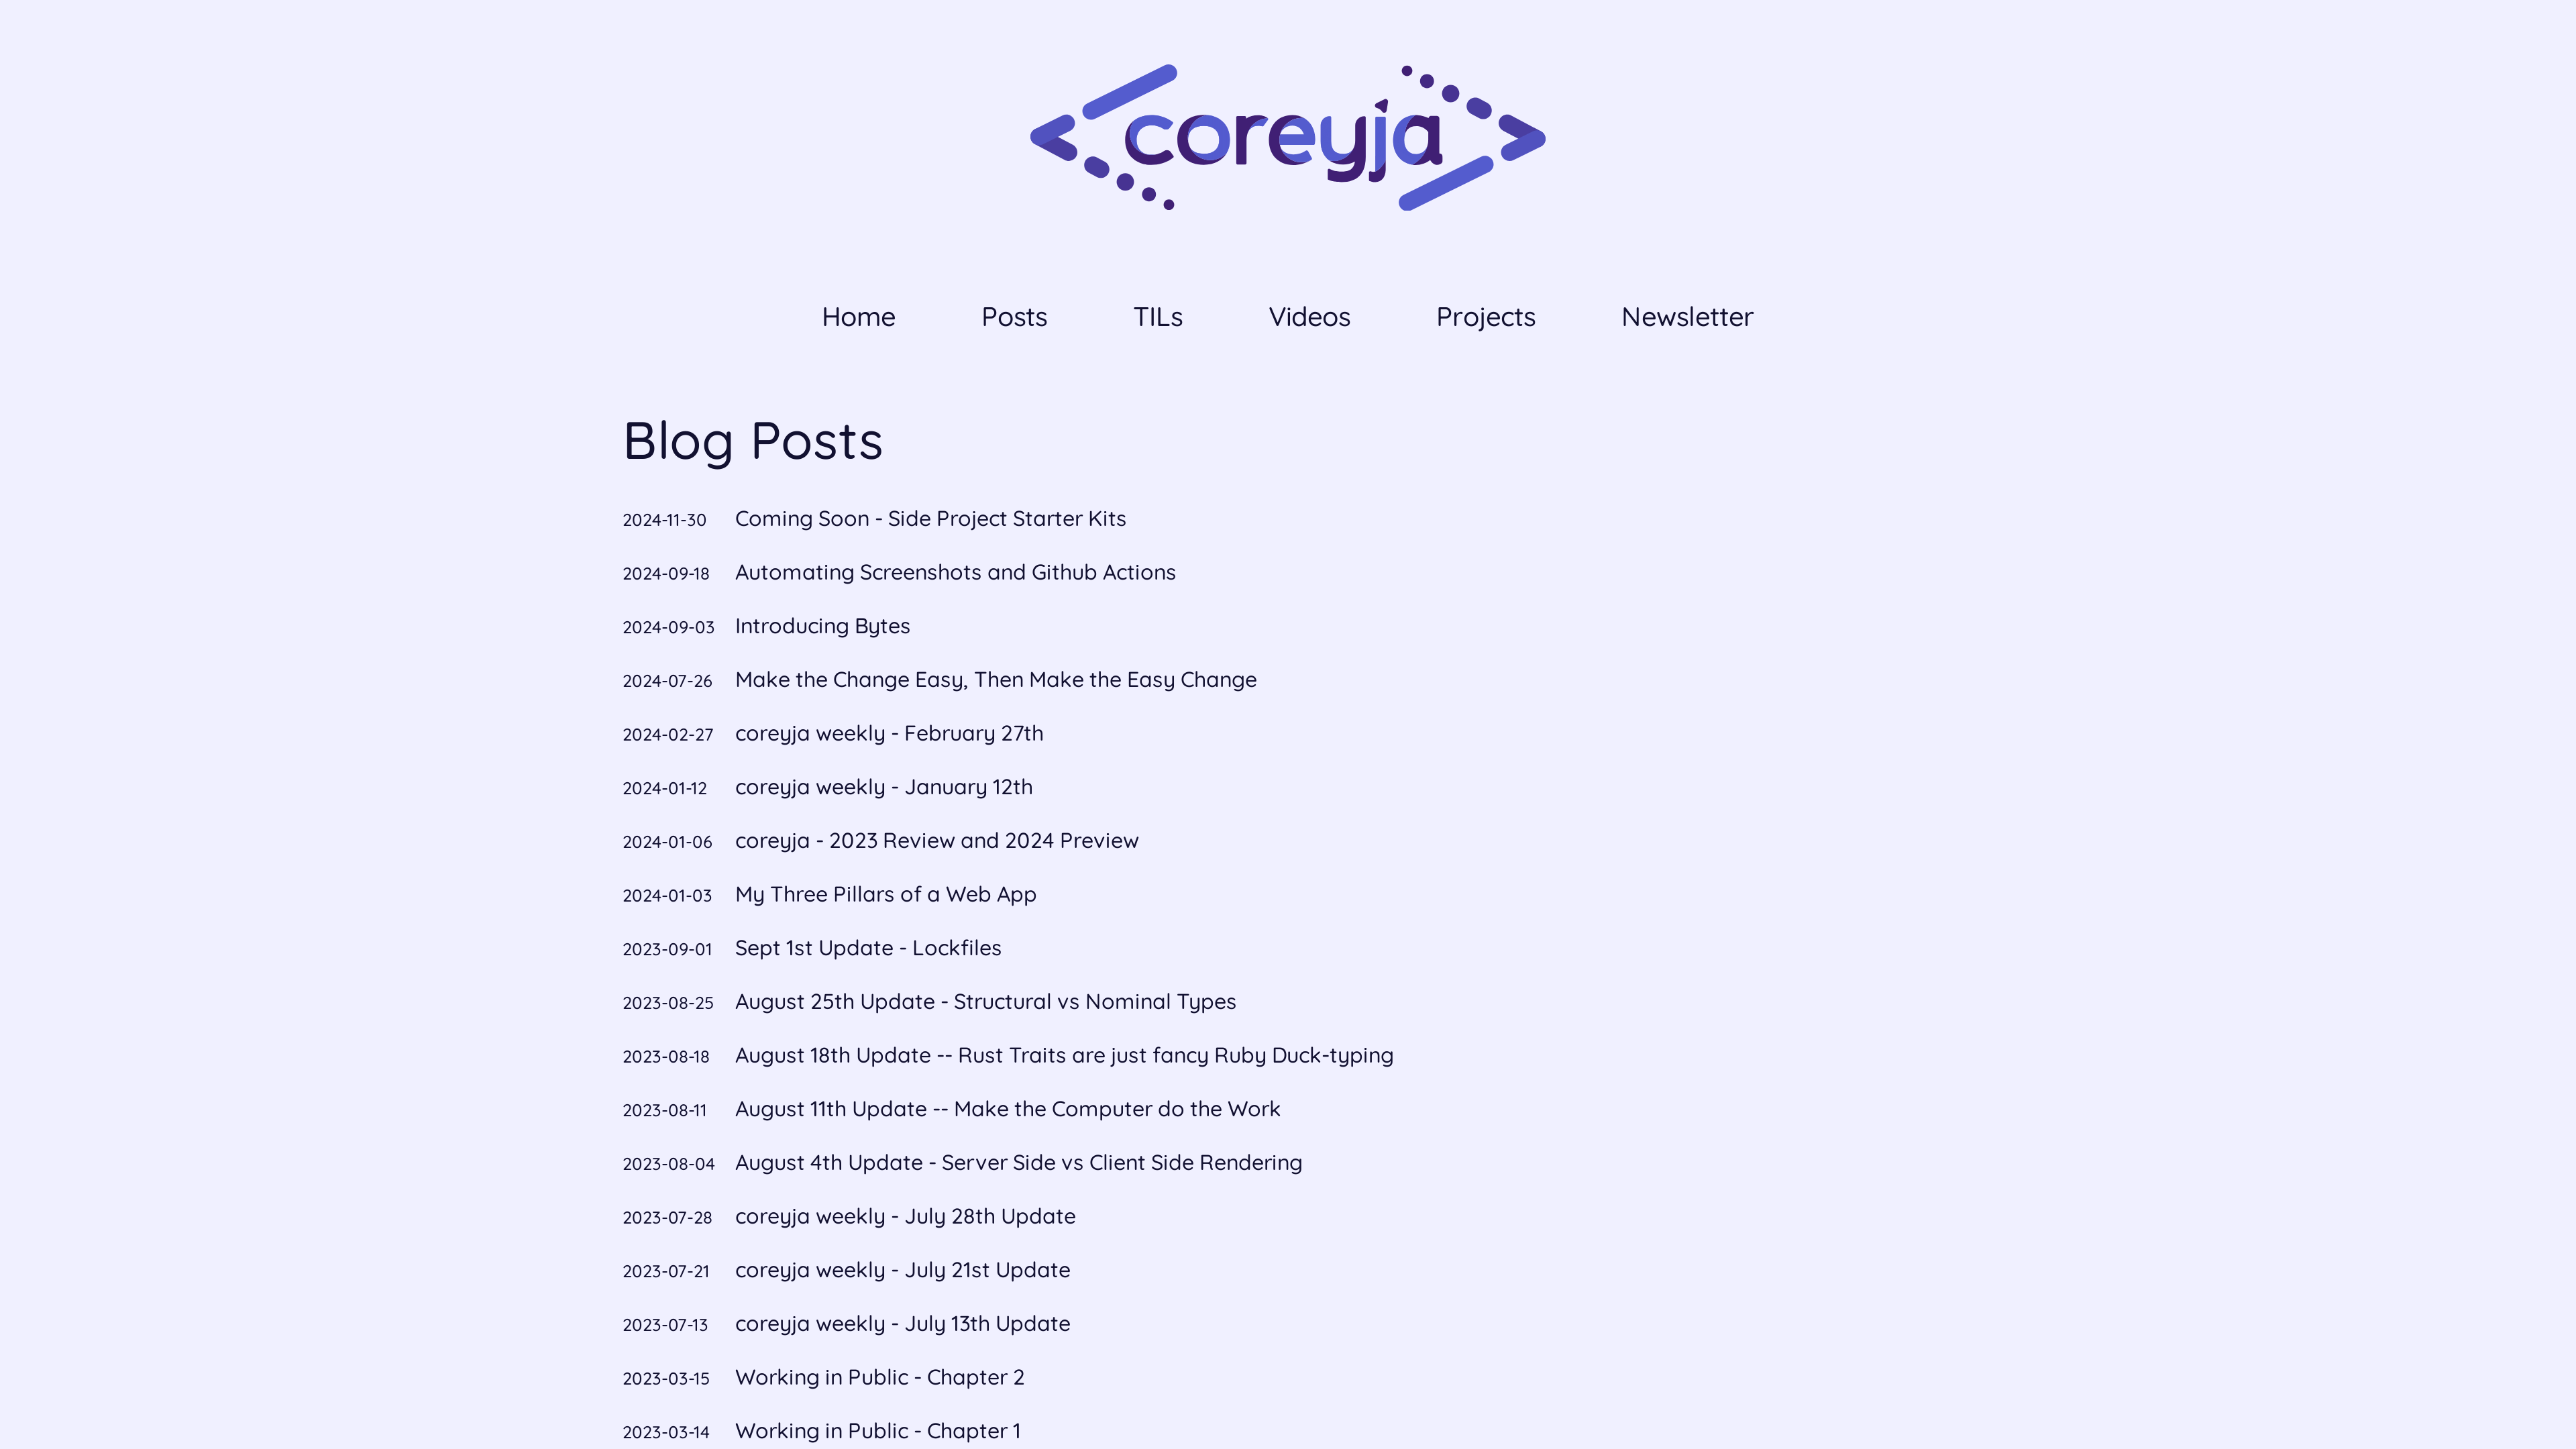 coreyja
Home Posts TILs Videos Projects Newsletter
Blog Posts
2024-11-30 Coming Soon - Side Project Starter Kits
2024-09-18 Automating Screenshots and Github Actions
2024-09-03 Introducing Bytes
2024-07-26 Make the Change Easy, Then Make the Easy Change
2024-02-27 coreyja weekly - February 27th
2024-01-12 coreyja weekly - January 12th
2024-01-06 coreyja - 2023 Review and 2024 Preview
2024-01-03 My Three Pillars of a Web App
2023-09-01 Sept 1st Update - Lockfiles
2023-08-25 August 25th Update - Structural vs Nominal Types
2023-08-18 August 18th Update -- Rust Traits are just fancy Ruby Duck-typing
2023-08-11 August 11th Update -- Make the Computer do the Work
2023-08-04 August 4th Update - Server Side vs Client Side Rendering
2023-07-28 coreyja weekly - July 28th Update
2023-07-21 coreyja weekly - July 21st Update
2023-07-13 coreyja weekly - July 13th Update
2023-03-15 Working in Public - Chapter 2
2023-03-14 Working in Public - Chapter 1